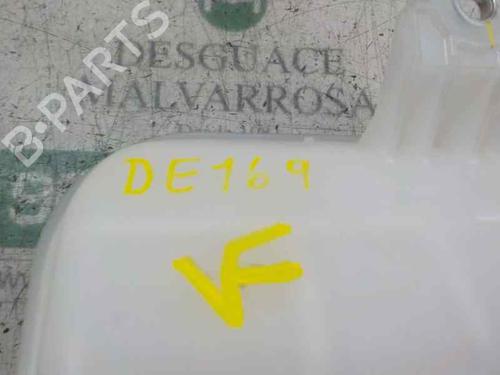 DESGUACE
MALVARROSA
B-PARTS
DE169
VF